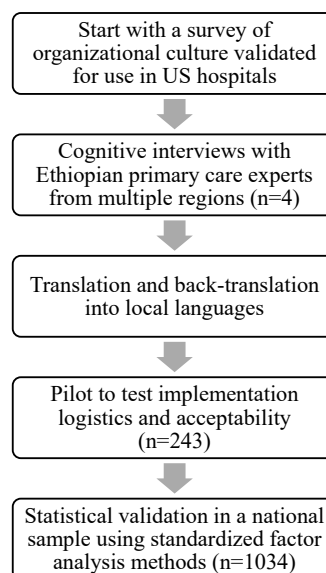 Start with a survey of
organizational culture validated
for use in US hospitals
Cognitive interviews with
Ethiopian primary care experts
from multiple regions (n=4)
Translation and back-translation
into local languages
Pilot to test implementation
logistics and acceptability
(n=243)
Statistical validation in a national
sample using standardized factor
analysis methods (n=1034)